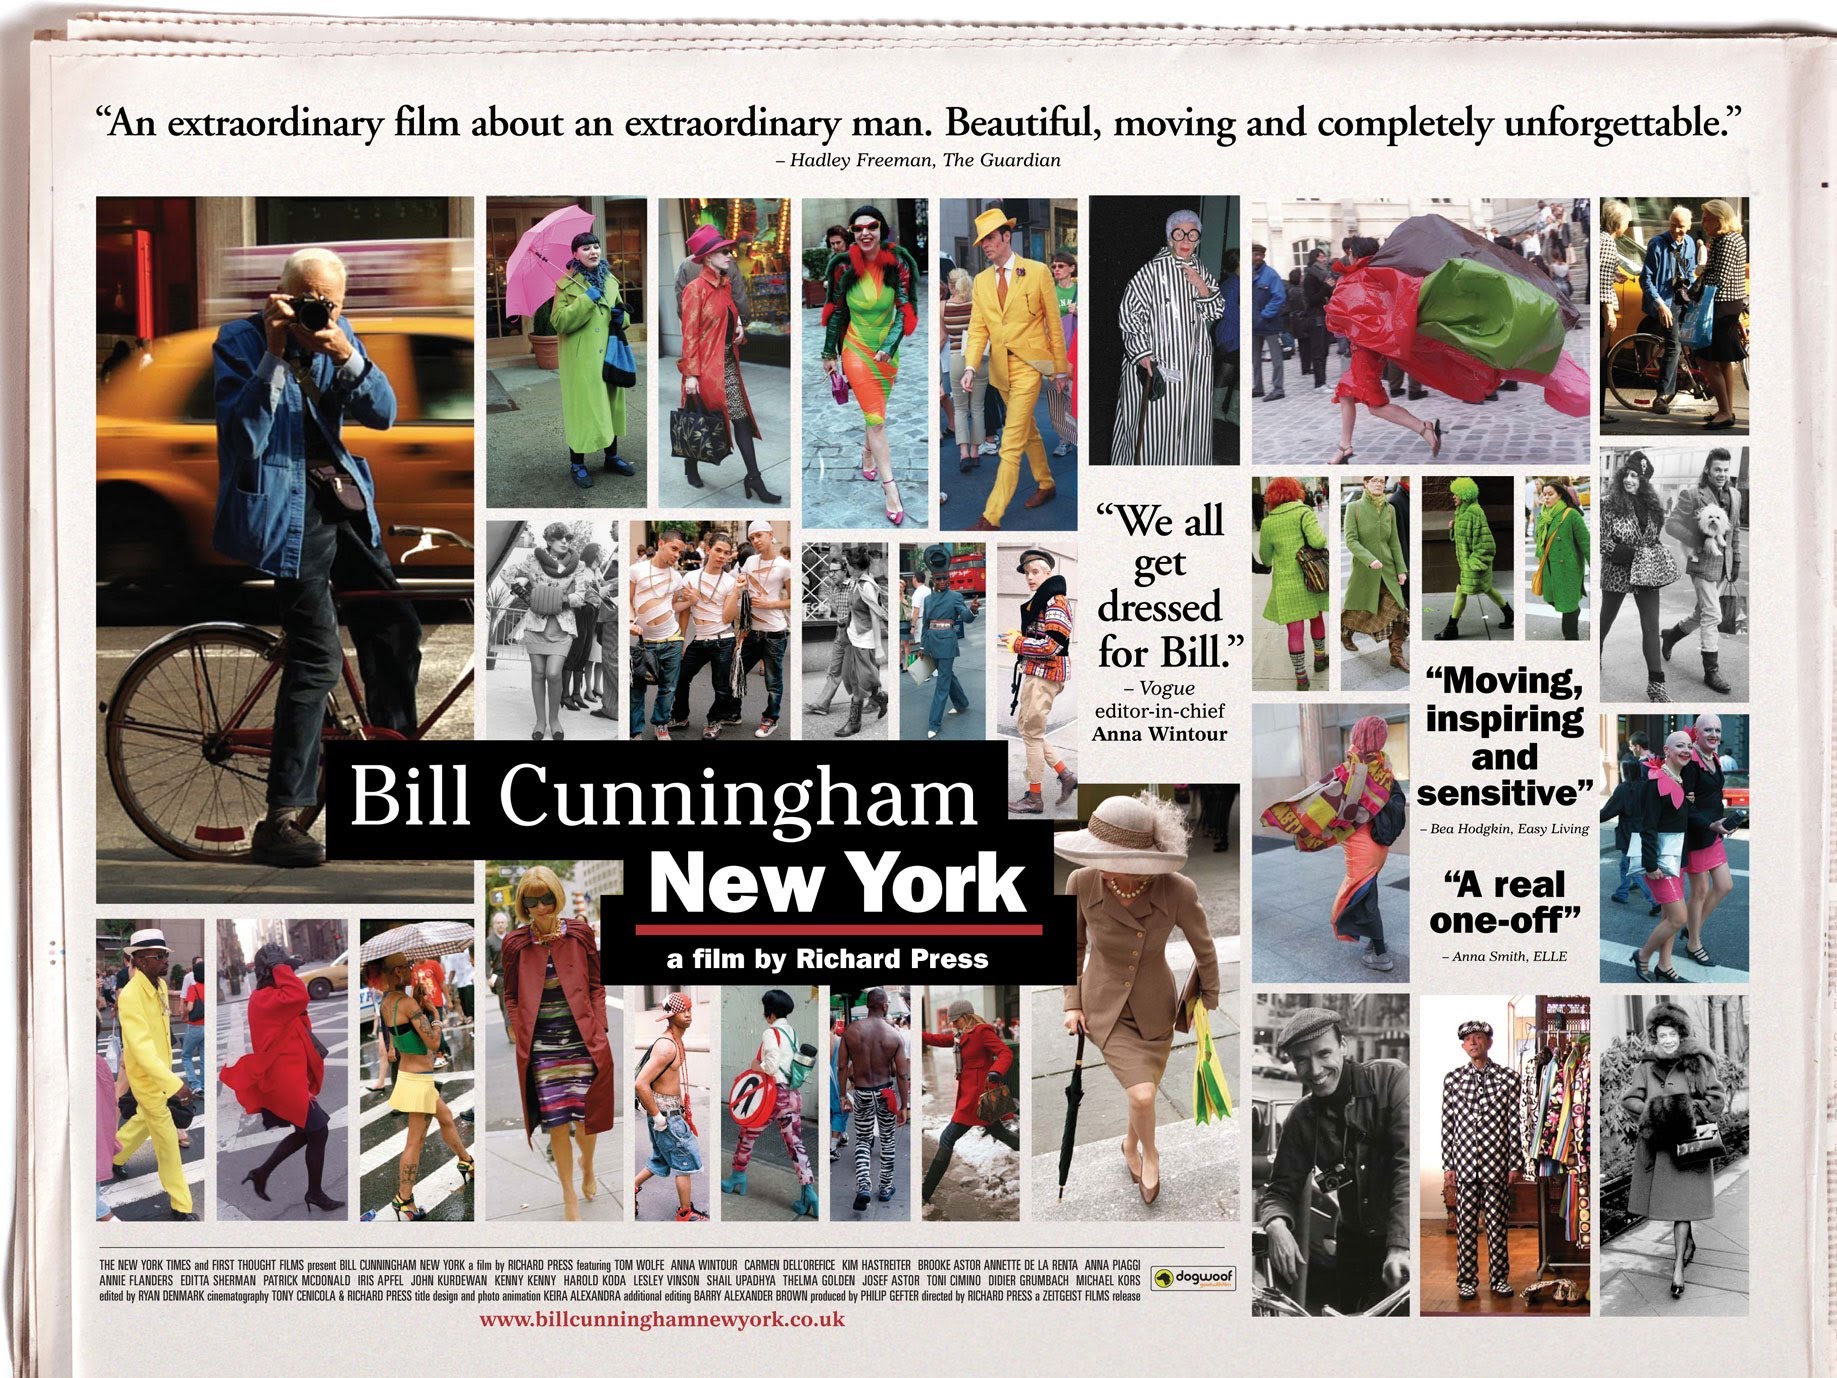 “An extraordinary film about an extraordinary man. Beautiful, moving and completely unforgettable.”
– Hadley Freeman, The Guardian
“We all
get
dressed
for Bill.”
– Vogue
editor-in-chief
Anna Wintour
“Moving,
inspiring
and
sensitive”
– Bea Hodgkin, Easy Living
“A real
one-off”
– Anna Smith, ELLE
Bill Cunningham
New York
a film by Richard Press
THE NEW YORK TIMES and FIRST THOUGHT FILMS present BILL CUNNINGHAM NEW YORK a film by RICHARD PRESS featuring TOM WOLFE ANNA WINTOUR CARMEN DELL'OREFICE KIM HASTREITER BROOKE ASTOR ANNETTE DE LA RENTA ANNA PIAGGI
ANNIE FLANDERS EDITTA SHERMAN PATRICK MCDONALD IRIS APFEL JOHN KURDEWAN KENNY KENNY HAROLD KODA LESLEY VINSON SHAIL UPADHYA THELMA GOLDEN JOSEF ASTOR TONI CIMINO DIDIER GRUMBACH MICHAEL KORS
edited by RYAN DENMARK cinematography TONY CENICOLA & RICHARD PRESS title design and photo animation KEIRA ALEXANDRA additional editing BARRY ALEXANDER BROWN produced by PHILIP GEFTER directed by RICHARD PRESS a ZEITGEIST FILMS release
dogwoof
www.billcunninghamnewyork.co.uk